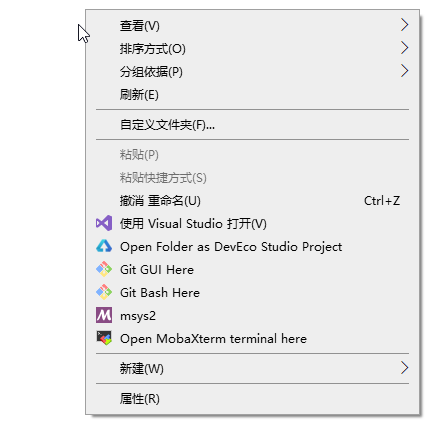 查看(V)
排序方式(O)
分组依据(P)
刷新(E)
自定义文件夹(F)...
粘贴(P)
粘贴快捷方式(S)
撤消 重命名(U) Ctrl+Z
使用 Visual Studio 打开(V)
Open Folder as DevEco Studio Project
Git GUI Here
Git Bash Here
msys2
Open MobaXterm terminal here
新建(W)
属性(R)